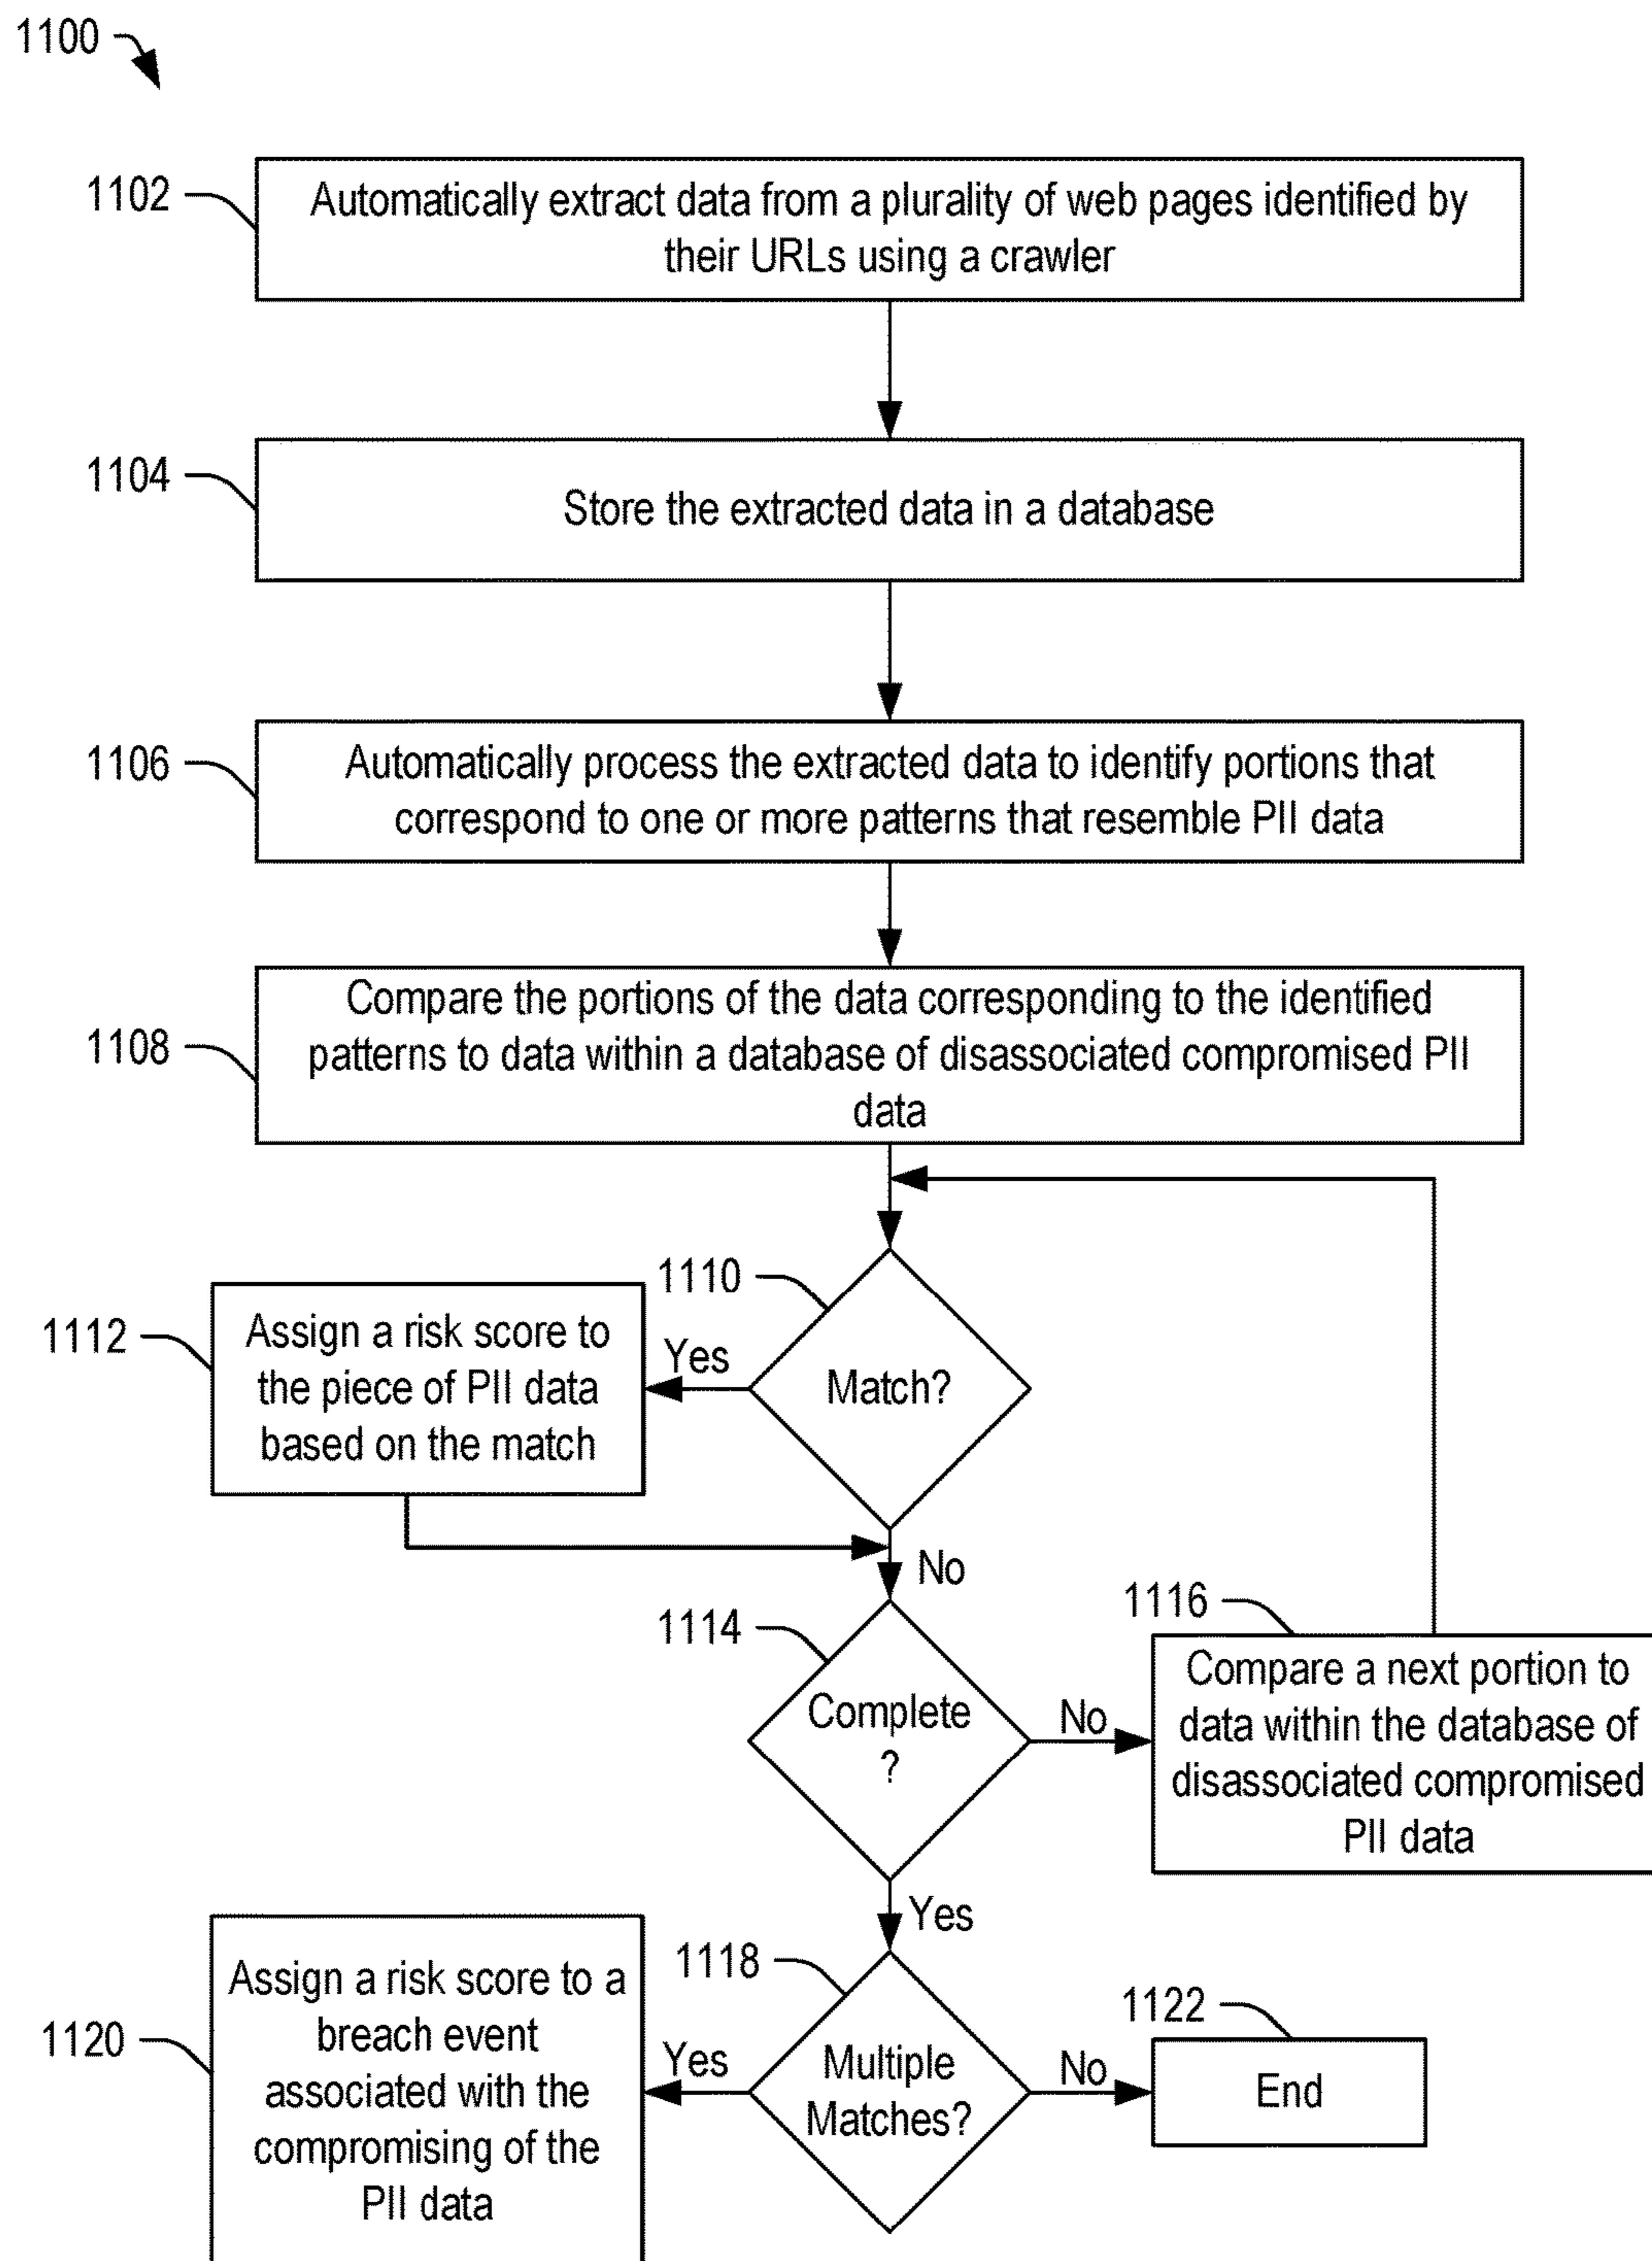 1100
1102
Automatically extract data from a plurality of web pages identified by
their URLs using a crawler
1104
Store the extracted data in a database
1106
Automatically process the extracted data to identify portions that
correspond to one or more patterns that resemble PII data
1108
Compare the portions of the data corresponding to the identified
patterns to data within a database of disassociated compromised PII
data
1110
Match?
Yes
1112
Assign a risk score to
the piece of PII data
based on the match
No
1114
Complete
?
No
1116
Compare a next portion to
data within the database of
disassociated compromised
PII data
Yes
1118
Multiple
Matches?
Yes
1120
Assign a risk score to a
breach event
associated with the
compromising of the
PII data
No
1122
End